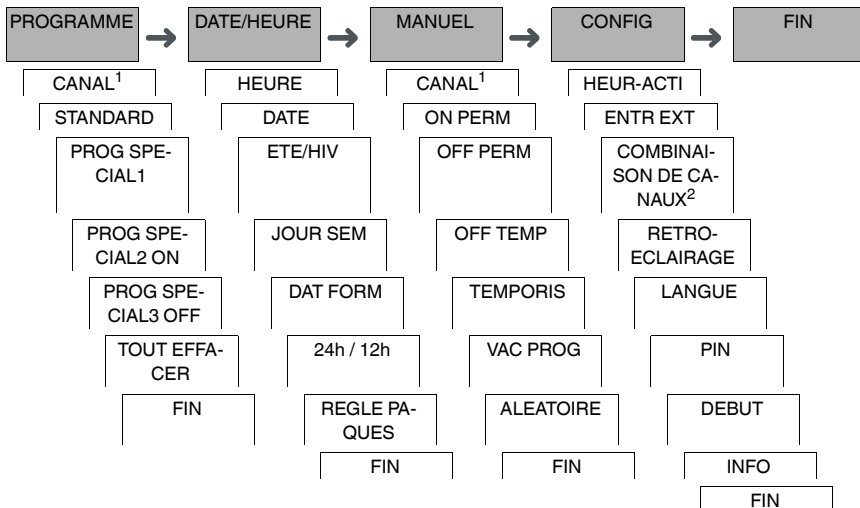 PROGRAMME
DATE/HEURE
MANUEL
CONFIG
FIN
CANAL1
HEURE
CANAL1
HEUR-ACTI
STANDARD
DATE
ON PERM
ENTR EXT
PROG SPE-
CIAL1
ETE/HIV
OFF PERM
COMBINAI-
SON DE CA-
NAUX2
PROG SPE-
CIAL2 ON
JOUR SEM
OFF TEMP
RETRO-
ECLAIRAGE
PROG SPE-
CIAL3 OFF
DAT FORM
TEMPORIS
LANGUE
TOUT EFFA-
CER
24h / 12h
VAC PROG
PIN
FIN
REGLE PA-
QUES
ALEATOIRE
DEBUT
FIN
FIN
INFO
FIN